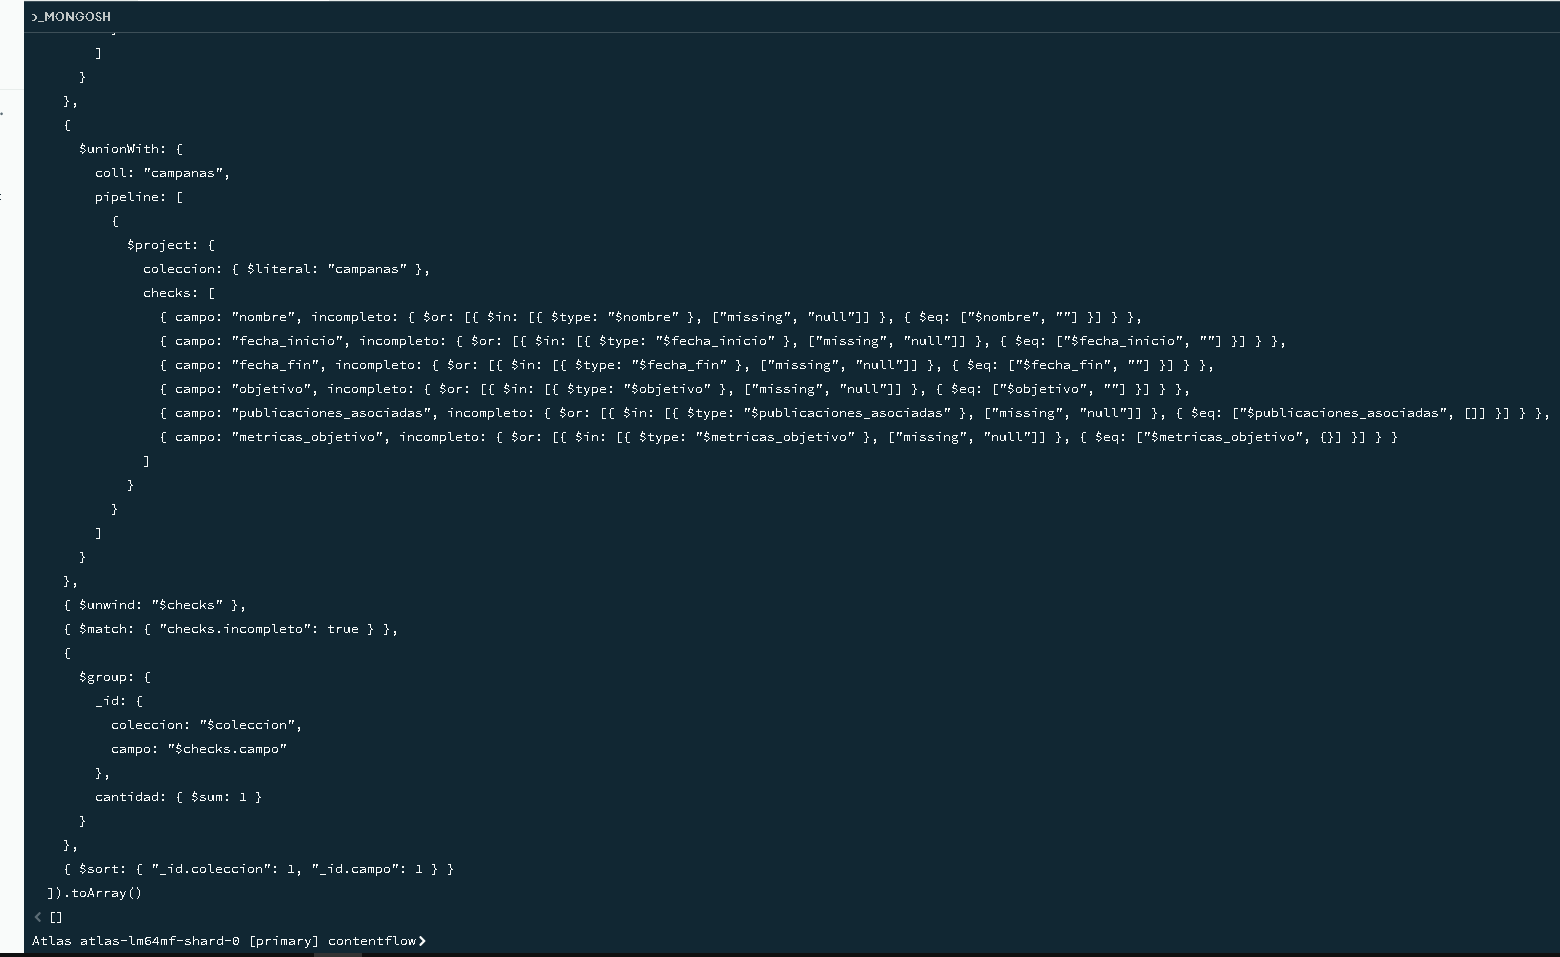 >_MONGOSH
]
}
},
{
$unionWith: {
coll: "campanas",
pipeline: [
{
$project: {
coleccion: { $literal: "campanas" },
checks: [
{ campo: "nombre", incompleto: { $or: [{ $in: [{ $type: "$nombre" }, ["missing", "null"]] }, { $eq: ["$nombre", ""] }] } },
{ campo: "fecha_inicio", incompleto: { $or: [{ $in: [{ $type: "$fecha_inicio" }, ["missing", "null"]] }, { $eq: ["$fecha_inicio", ""] }] } },
{ campo: "fecha_fin", incompleto: { $or: [{ $in: [{ $type: "$fecha_fin" }, ["missing", "null"]] }, { $eq: ["$fecha_fin", ""] }] } },
{ campo: "objetivo", incompleto: { $or: [{ $in: [{ $type: "$objetivo" }, ["missing", "null"]] }, { $eq: ["$objetivo", ""] }] } },
{ campo: "publicaciones_asociadas", incompleto: { $or: [{ $in: [{ $type: "$publicaciones_asociadas" }, ["missing", "null"]] }, { $eq: ["$publicaciones_asociadas", []] }] } },
{ campo: "metricas_objetivo", incompleto: { $or: [{ $in: [{ $type: "$metricas_objetivo" }, ["missing", "null"]] }, { $eq: ["$metricas_objetivo", {}] }] } }
]
}
}
]
}
},
{ $unwind: "$checks" },
{ $match: { "checks.incompleto": true } },
{
$group: {
_id: {
coleccion: "$coleccion",
campo: "$checks.campo"
},
cantidad: { $sum: 1 }
}
},
{ $sort: { "_id.coleccion": 1, "_id.campo": 1 } }
]).toArray()
< []
Atlas atlas-lm64mf-shard-0 [primary] contentflow>